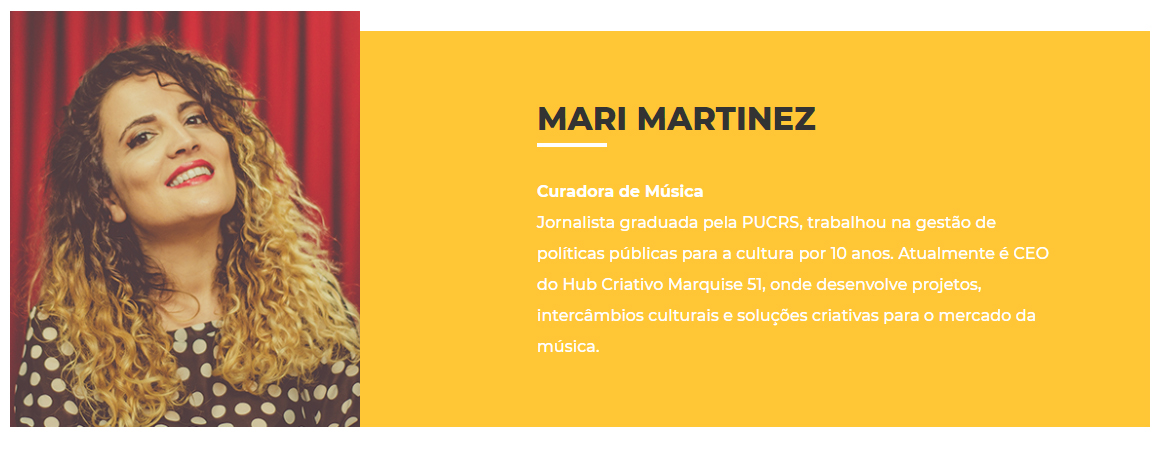 MARI MARTINEZ
Curadora de Música
Jornalista graduada pela PUCRS, trabalhou na gestão de
políticas públicas para a cultura por 10 anos. Atualmente é CEO
do Hub Criativo Marquise 51, onde desenvolve projetos,
intercâmbios culturais e soluções criativas para o mercado da
música.